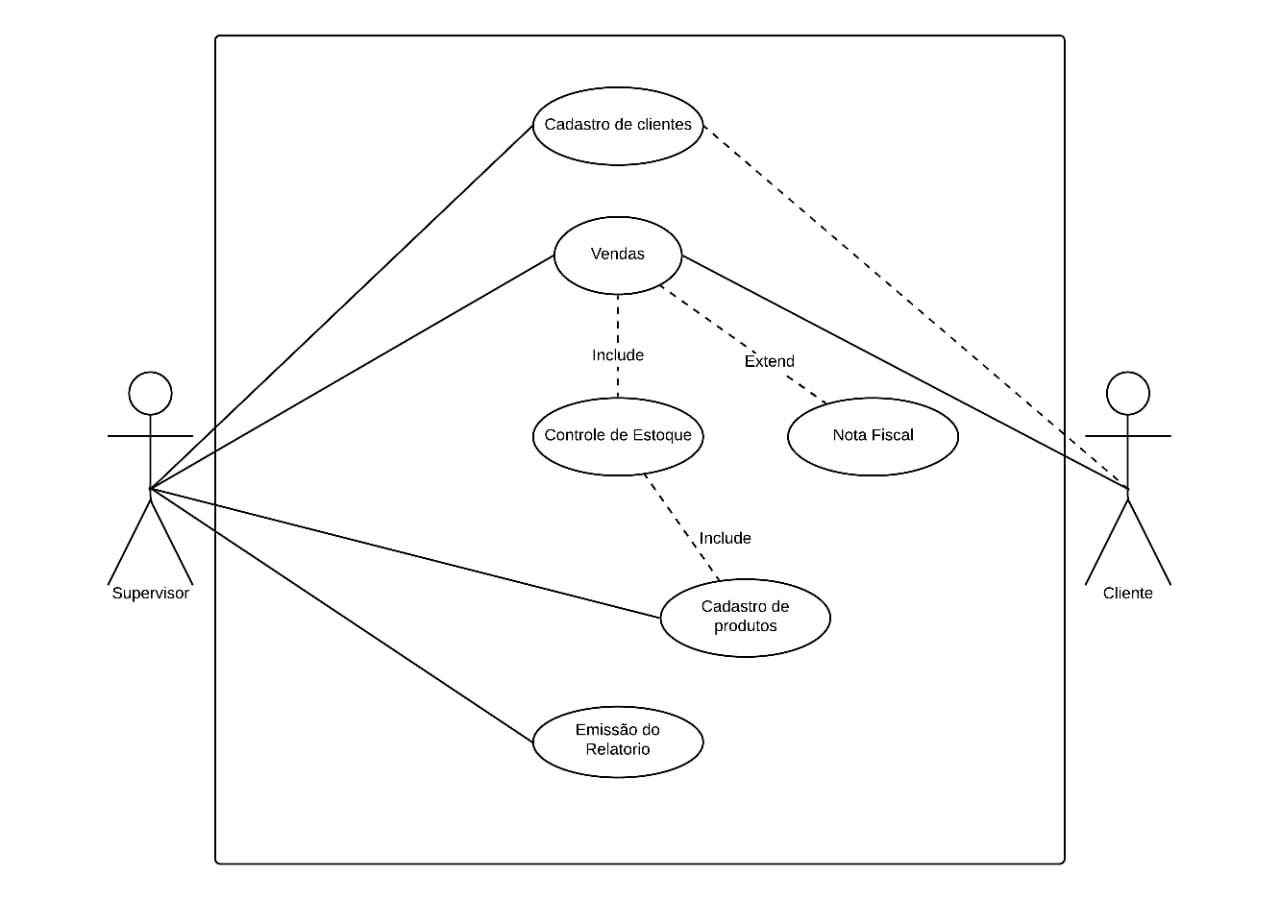 Cadastro de clientes
Vendas
Include
Extend
Controle de Estoque
Nota Fiscal
Include
Supervisor
Cliente
Cadastro de
produtos
Emissão do
Relatorio